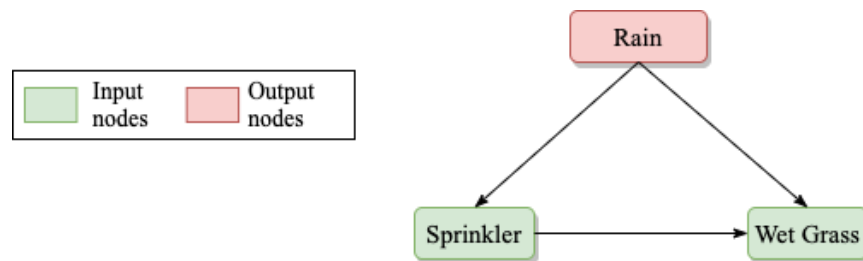 Rain
Input
nodes
Output
nodes
Sprinkler
Wet Grass